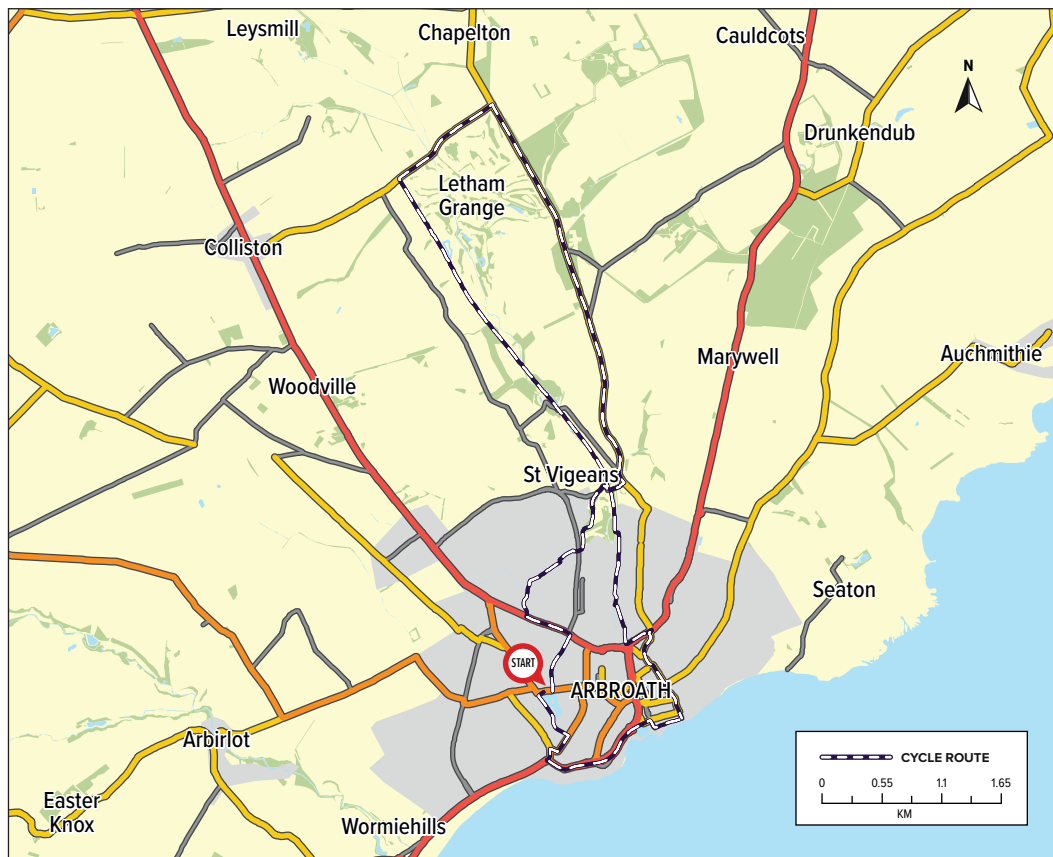 Leysmill
Chapelton
Cauldcots
N
Drunkendub
Letham
Grange
Colliston
Marywell
Auchmithie
Woodville
St Vigeans
Seaton
START
ARBROATH
Arbirlot
CYCLE ROUTE
0 0.55 1.1 1.65
KM
Easter
Knox
Wormiehills